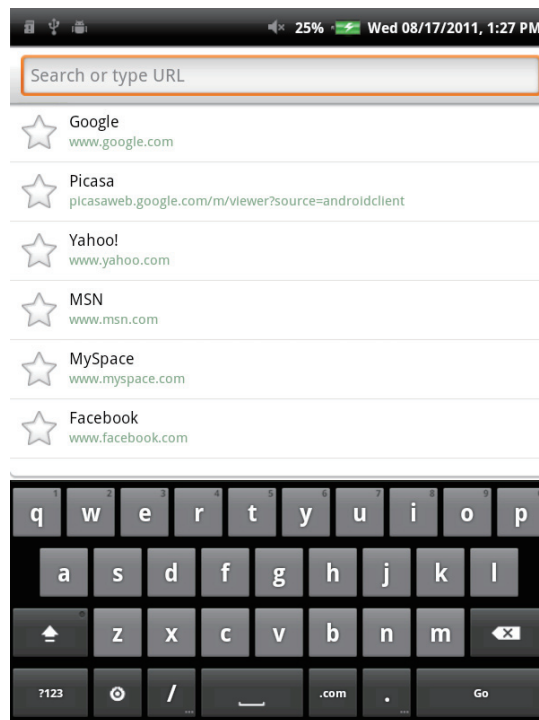 25% Wed 08/17/2011, 1:27 PM
Search or type URL
Google
www.google.com
Picasa
picasaweb.google.com/m/viewer?source=androidclient
Yahoo!
www.yahoo.com
MSN
www.msn.com
MySpace
www.myspace.com
Facebook
www.facebook.com
1 2 3 4 5 6 7 8 9
q w e r t y u i o p
a s d f g h j k l
z x c v b n m
?123 / ... .com . ... Go